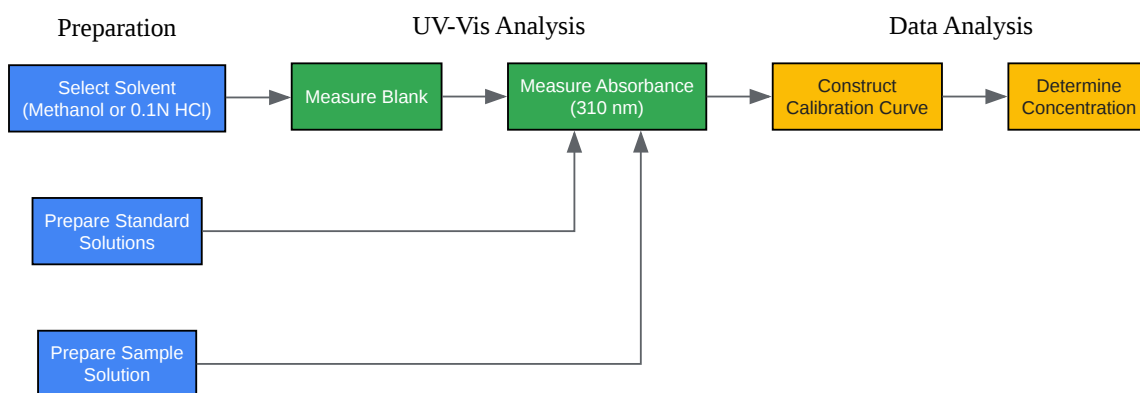 Preparation
UV-Vis Analysis
Data Analysis
Select Solvent
(Methanol or 0.1N HCl)
Measure Blank
Measure Absorbance
(310 nm)
Construct
Calibration Curve
Determine
Concentration
Prepare Standard
Solutions
Prepare Sample
Solution